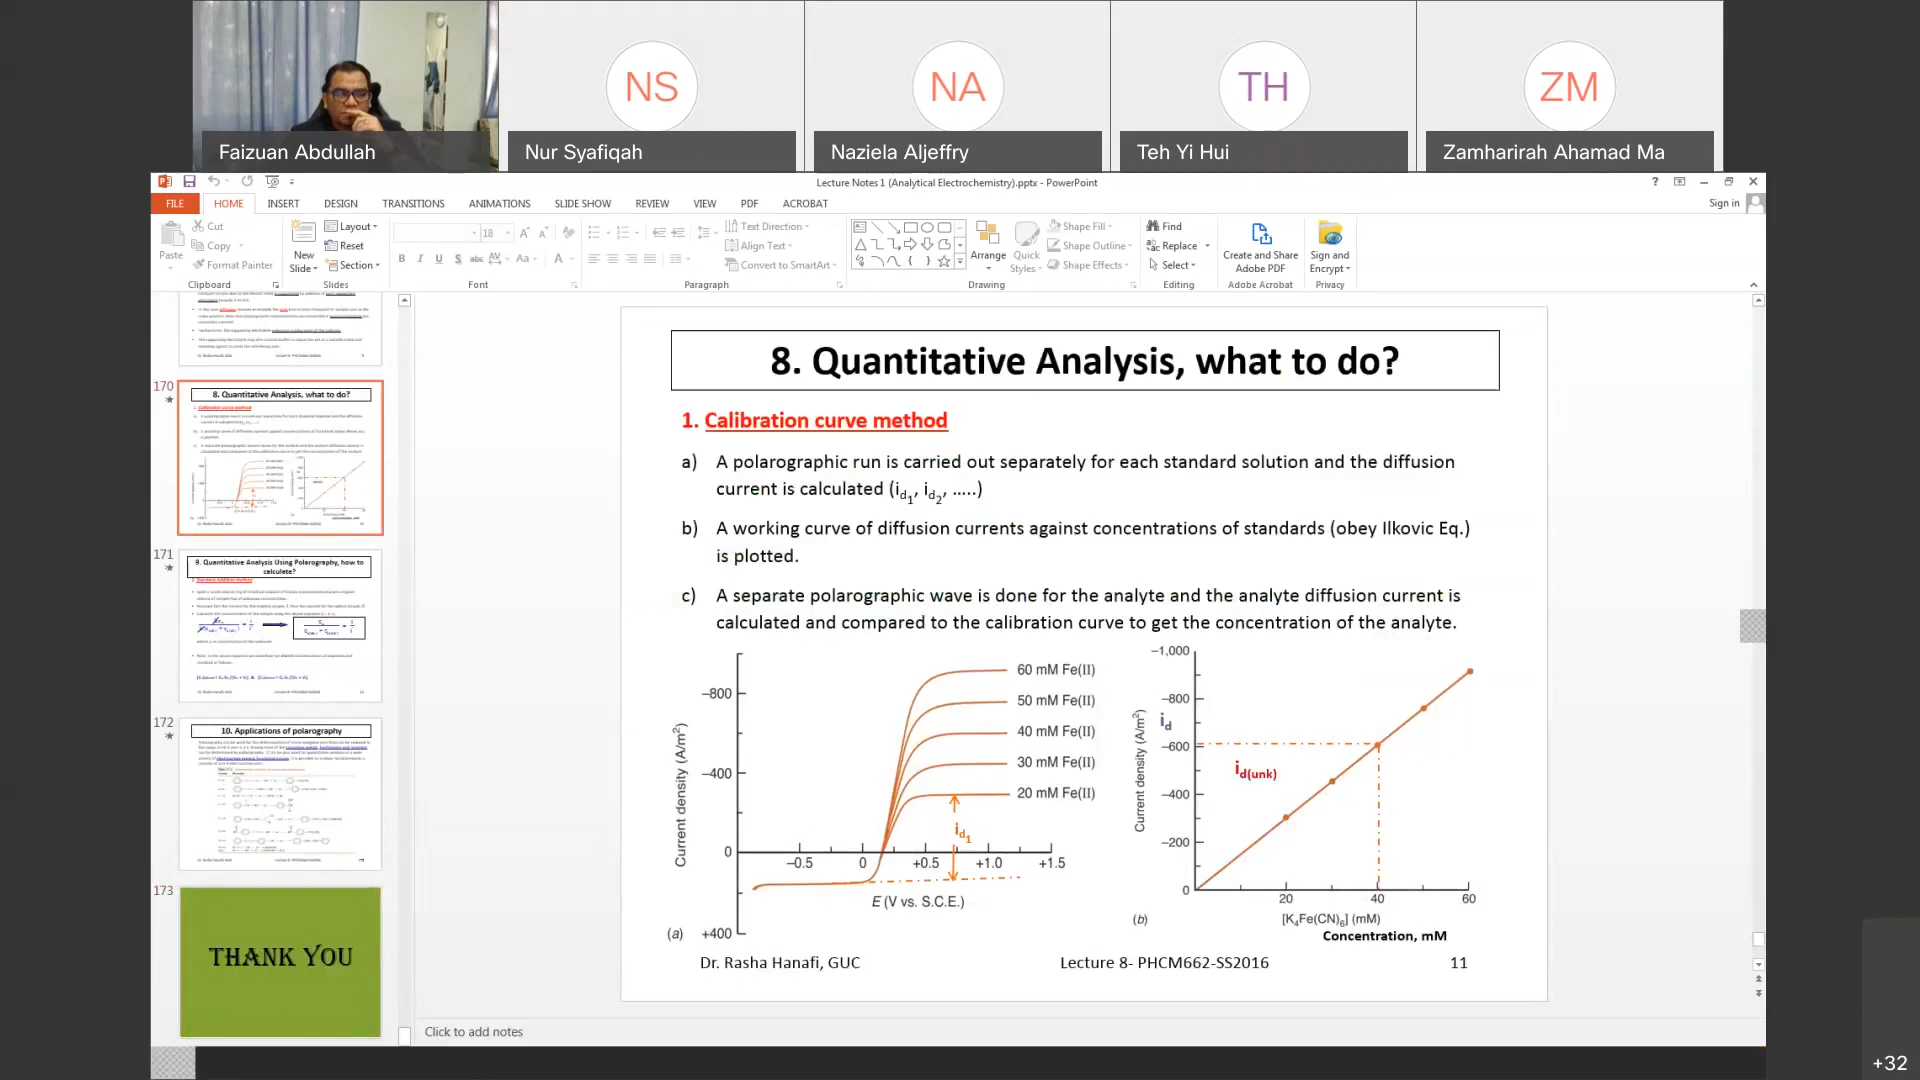 NS
NA
TH
ZM
Faizuan Abdullah
Nur Syafiqah
Naziela Aljeffry
Teh Yi Hui
Zamharirah Ahamad Ma
Lecture Notes 1 (Analytical Electrochemistry).pptx - PowerPoint
FILE HOME INSERT DESIGN TRANSITIONS ANIMATIONS SLIDE SHOW REVIEW VIEW PDF ACROBAT
Sign in
Paste
Cut
Copy
Format Painter
Clipboard
New Slide
Layout
Reset
Section
Slides
18
Font
Text Direction
Align Text
Convert to SmartArt
Paragraph
Arrange
Quick Styles
Shape Fill
Shape Outline
Shape Effects
Drawing
Find
Replace
Select
Editing
Create and Share Adobe PDF
Adobe Acrobat
Sign and Encrypt
Privacy
170
8. Quantitative Analysis, what to do?
Calibration curve method
171
9. Quantitative Analysis Using Polarography, how to calculate?
Standard Addition method
172
10. Applications of polarography
173
THANK YOU
8. Quantitative Analysis, what to do?
1. Calibration curve method
a) A polarographic run is carried out separately for each standard solution and the diffusion
current is calculated (id1, id2, .....)
b) A working curve of diffusion currents against concentrations of standards (obey Ilkovic Eq.)
is plotted.
c) A separate polarographic wave is done for the analyte and the analyte diffusion current is
calculated and compared to the calibration curve to get the concentration of the analyte.
Current density (A/m²)
−800
−400
0
+400
−0.5 0 +0.5 +1.0 +1.5
60 mM Fe(II)
50 mM Fe(II)
40 mM Fe(II)
30 mM Fe(II)
20 mM Fe(II)
id1
E (V vs. S.C.E.)
(a)
Current density (A/m²)
−1,000
−800
−600
−400
−200
0
id
id(unk)
20 40 60
[K4Fe(CN)6] (mM)
(b)
Concentration, mM
Dr. Rasha Hanafi, GUC
Lecture 8- PHCM662-SS2016
11
Click to add notes
+32